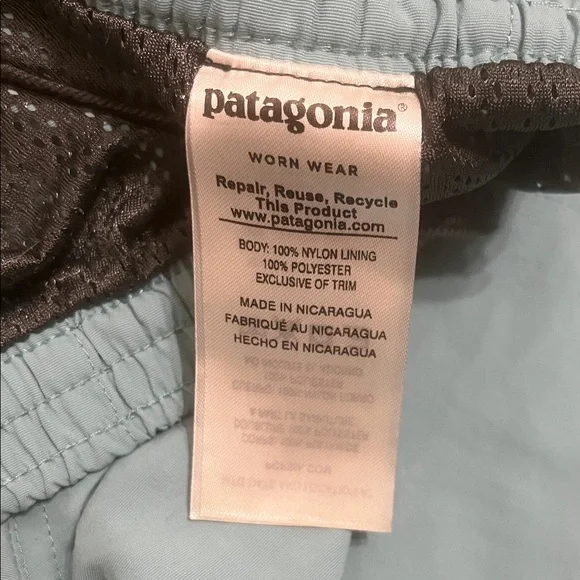 patagonia®
WORN WEAR
Repair, Reuse, Recycle
This Product
www.patagonia.com
BODY: 100% NYLON LINING
100% POLYESTER
EXCLUSIVE OF TRIM
MADE IN NICARAGUA
FABRIQUÉ AU NICARAGUA
HECHO EN NICARAGUA